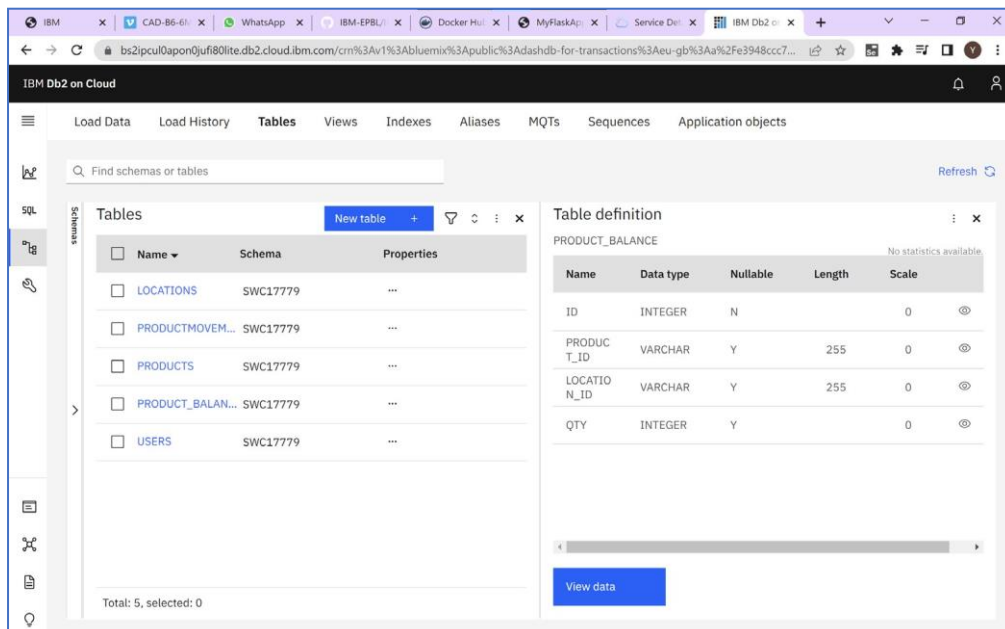 IBM
CAD-B6-6N
WhatsApp
IBM-EPBL/I
Docker Hu
MyFlaskAp
Service Det
IBM Db2 o
bs2ipcul0apon0jufi80lite.db2.cloud.ibm.com/crn%3Av1%3Abluemix%3Apublic%3Adashdb-for-transactions%3Aeu-gb%3Aa%2Fe3948ccc7...
Y
IBM Db2 on Cloud
Load Data Load History Tables Views Indexes Aliases MQTs Sequences Application objects
Find schemas or tables
Refresh
SQL
Schemas
Tables
New table +
Name Schema Properties
LOCATIONS SWC17779 ...
PRODUCTMOVEM... SWC17779 ...
PRODUCTS SWC17779 ...
PRODUCT_BALAN... SWC17779 ...
USERS SWC17779 ...
Total: 5, selected: 0
Table definition
PRODUCT_BALANCE
No statistics available.
Name Data type Nullable Length Scale
ID INTEGER N 0
PRODUC
T_ID VARCHAR Y 255 0
LOCATIO
N_ID VARCHAR Y 255 0
QTY INTEGER Y 0
View data